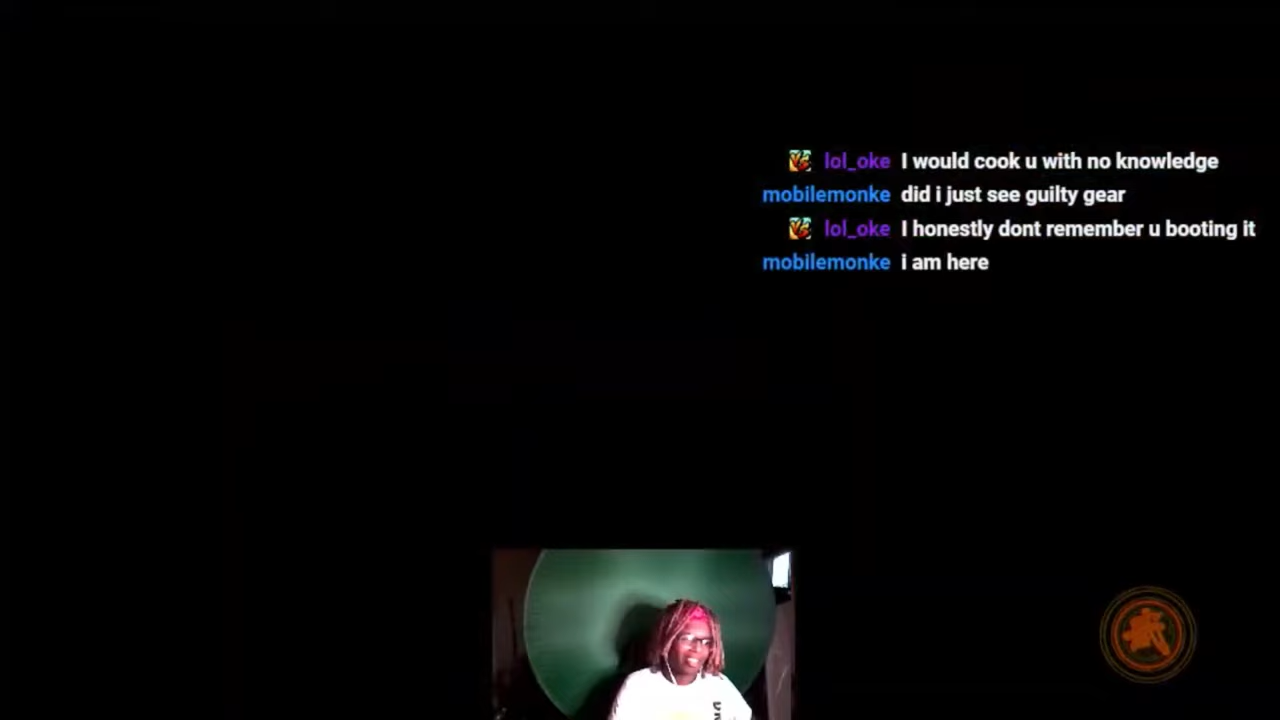 lol_oke I would cook u with no knowledge
mobilemonke did i just see guilty gear
lol_oke I honestly dont remember u booting it
mobilemonke i am here